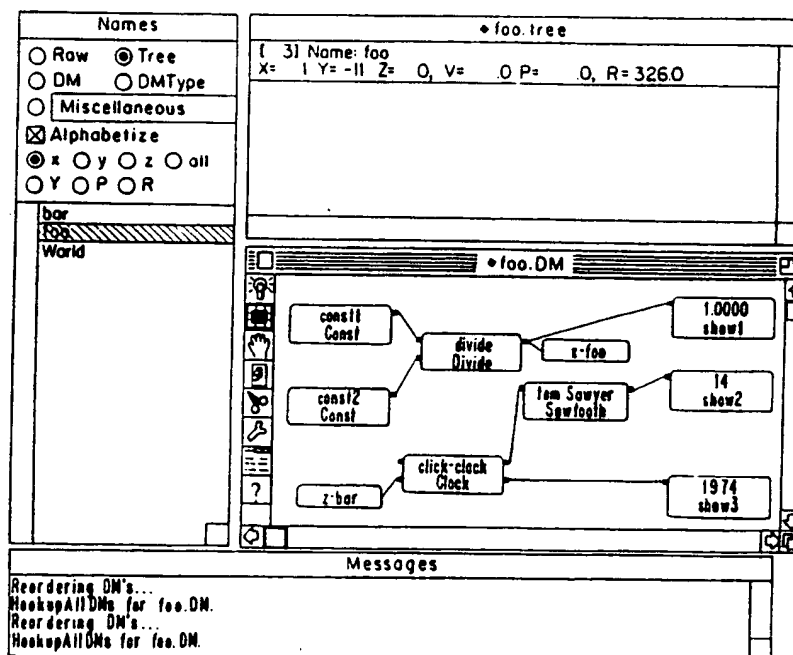 Names
Raw Tree
DM DMType
Miscellaneous
Alphabetize
x y z all
Y P R
bar
foo
World
foo.tree
[ 3] Name: foo
X= 1 Y= -11 Z= 0, V= .0 P= .0, R= 326.0
foo.DM
const1
Const
divide
Divide
x-foo
1.0000
show1
const2
Const
tom Sawyer
Sawtooth
14
show2
z-bar
click-clack
Clock
1974
show3
?
Messages
Reordering DM's...
HookupAllDMs for foo.DM.
Reordering DM's...
HookupAllDMs for foo.DM.